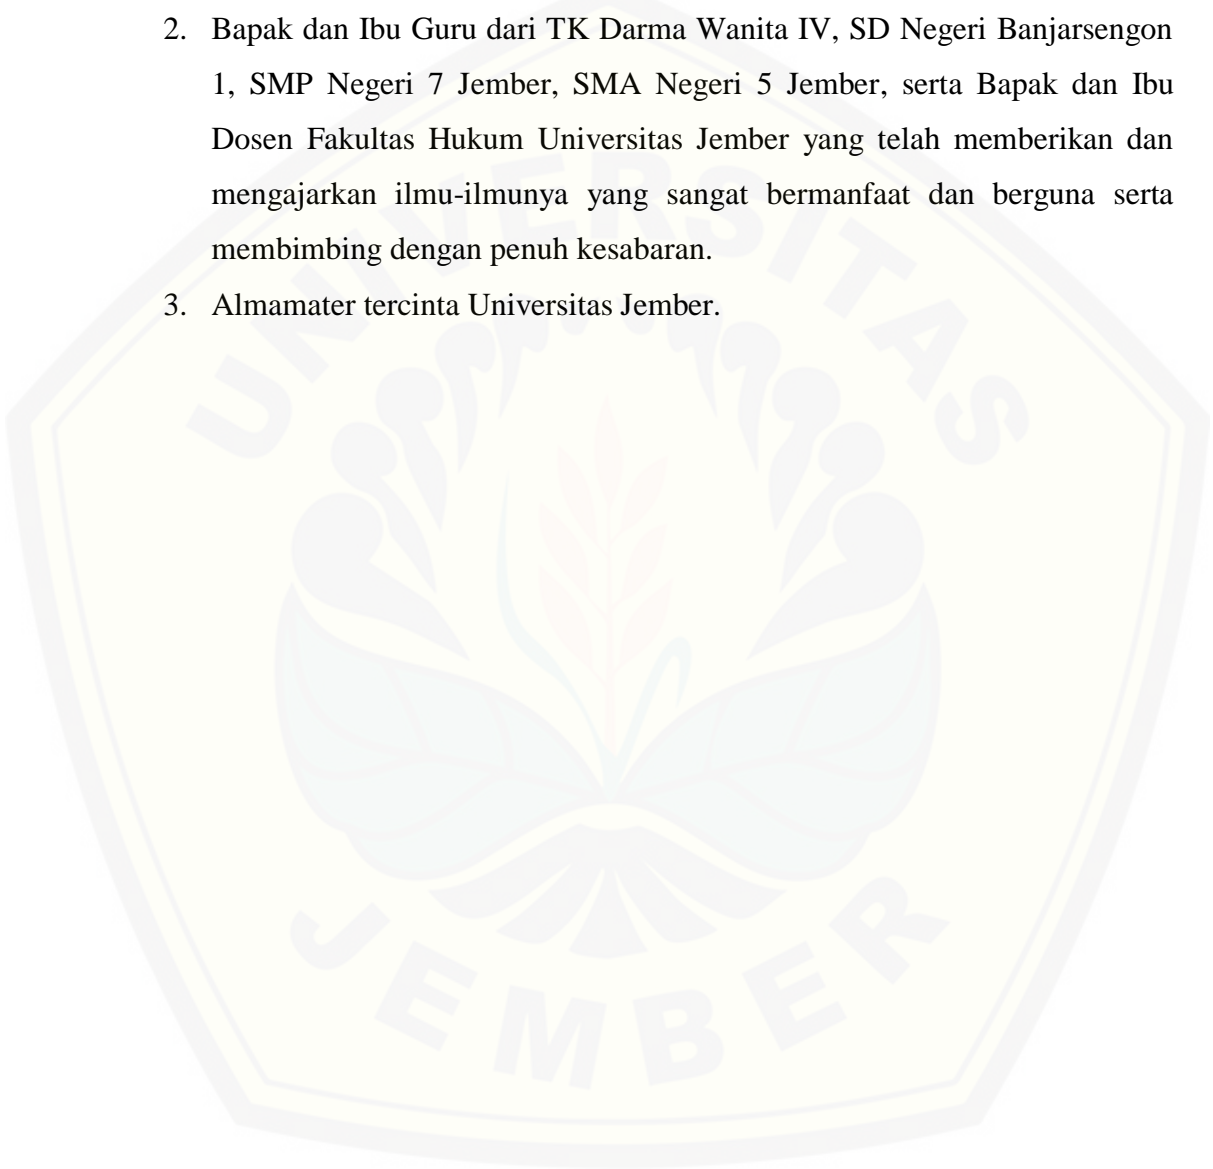 2. Bapak dan Ibu Guru dari TK Darma Wanita IV, SD Negeri Banjarsengon
1, SMP Negeri 7 Jember, SMA Negeri 5 Jember, serta Bapak dan Ibu
Dosen Fakultas Hukum Universitas Jember yang telah memberikan dan
mengajarkan ilmu-ilmunya yang sangat bermanfaat dan berguna serta
membimbing dengan penuh kesabaran.
3. Almamater tercinta Universitas Jember.
UNIVERSITAS
JEMBER